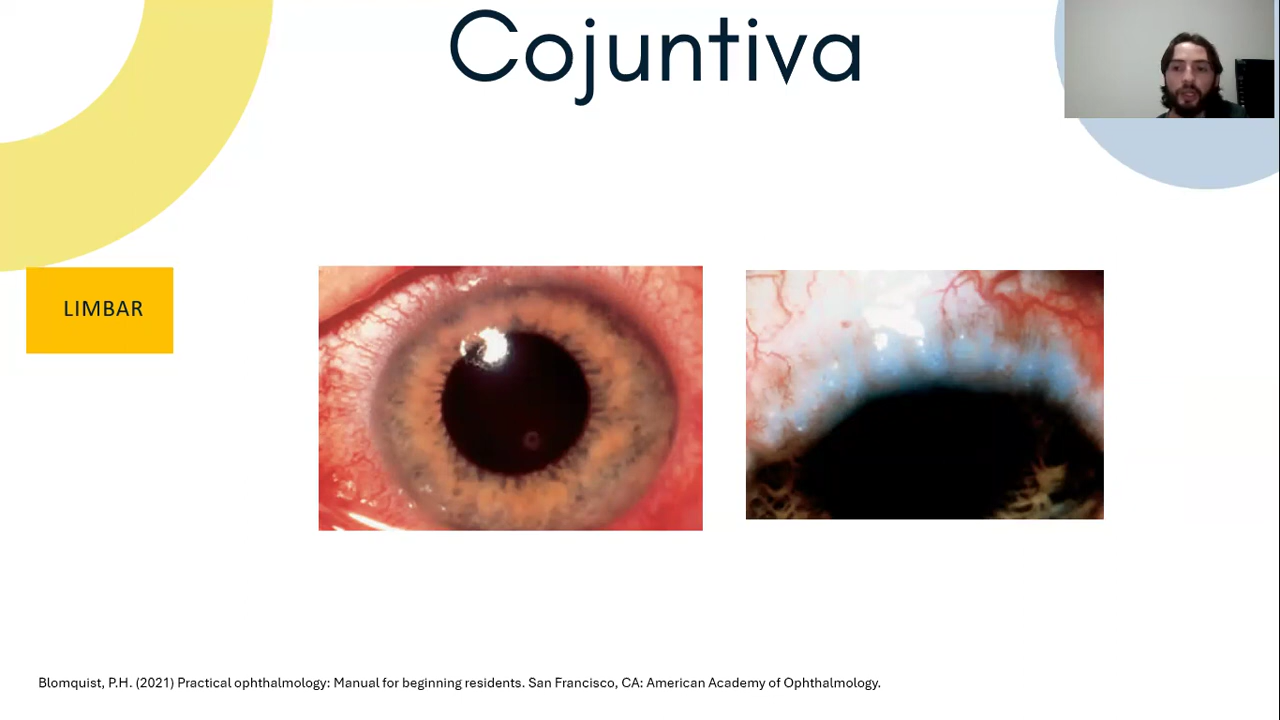 Cojuntiva
LIMBAR
Blomquist, P.H. (2021) Practical ophthalmology: Manual for beginning residents. San Francisco, CA: American Academy of Ophthalmology.